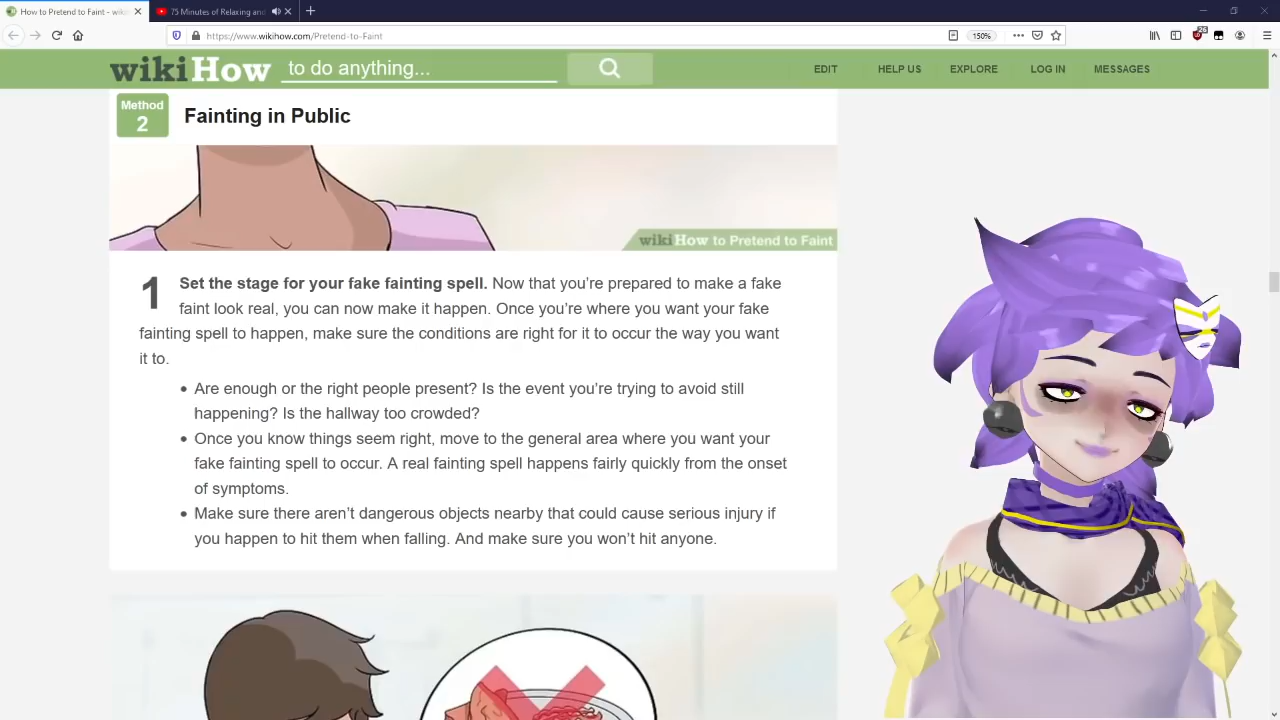 How to Pretend to Faint – wiki
75 Minutes of Relaxing and
https://www.wikihow.com/Pretend-to-Faint
150%
wikiHow to do anything...
EDIT
HELP US
EXPLORE
LOG IN
MESSAGES
Method
2
Fainting in Public
wikiHow to Pretend to Faint
1 Set the stage for your fake fainting spell. Now that you’re prepared to make a fake
faint look real, you can now make it happen. Once you’re where you want your fake
fainting spell to happen, make sure the conditions are right for it to occur the way you want
it to.
Are enough or the right people present? Is the event you’re trying to avoid still
happening? Is the hallway too crowded?
Once you know things seem right, move to the general area where you want your
fake fainting spell to occur. A real fainting spell happens fairly quickly from the onset
of symptoms.
Make sure there aren’t dangerous objects nearby that could cause serious injury if
you happen to hit them when falling. And make sure you won’t hit anyone.